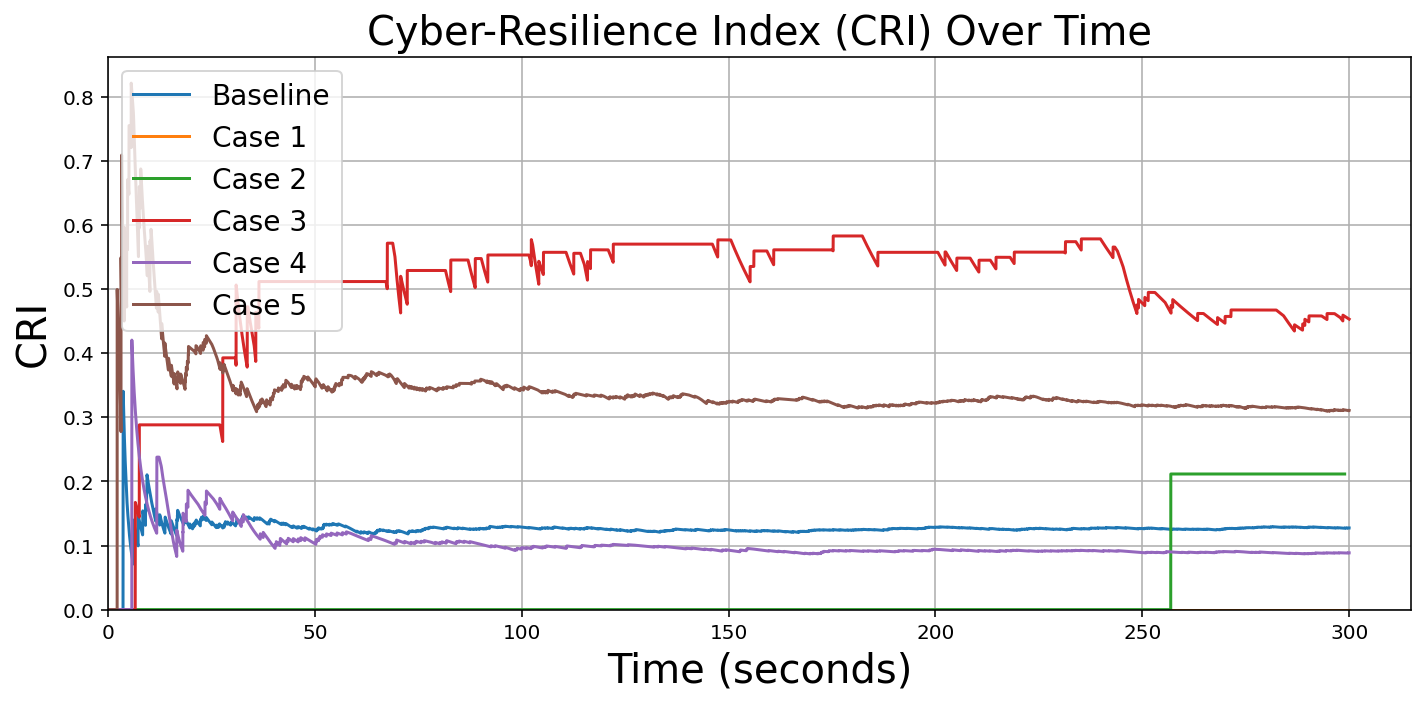 Cyber-Resilience Index (CRI) Over Time
Baseline
Case 1
Case 2
Case 3
Case 4
Case 5
CRI
0.8
0.7
0.6
0.5
0.4
0.3
0.2
0.1
0.0
0 50 100 150 200 250 300
Time (seconds)